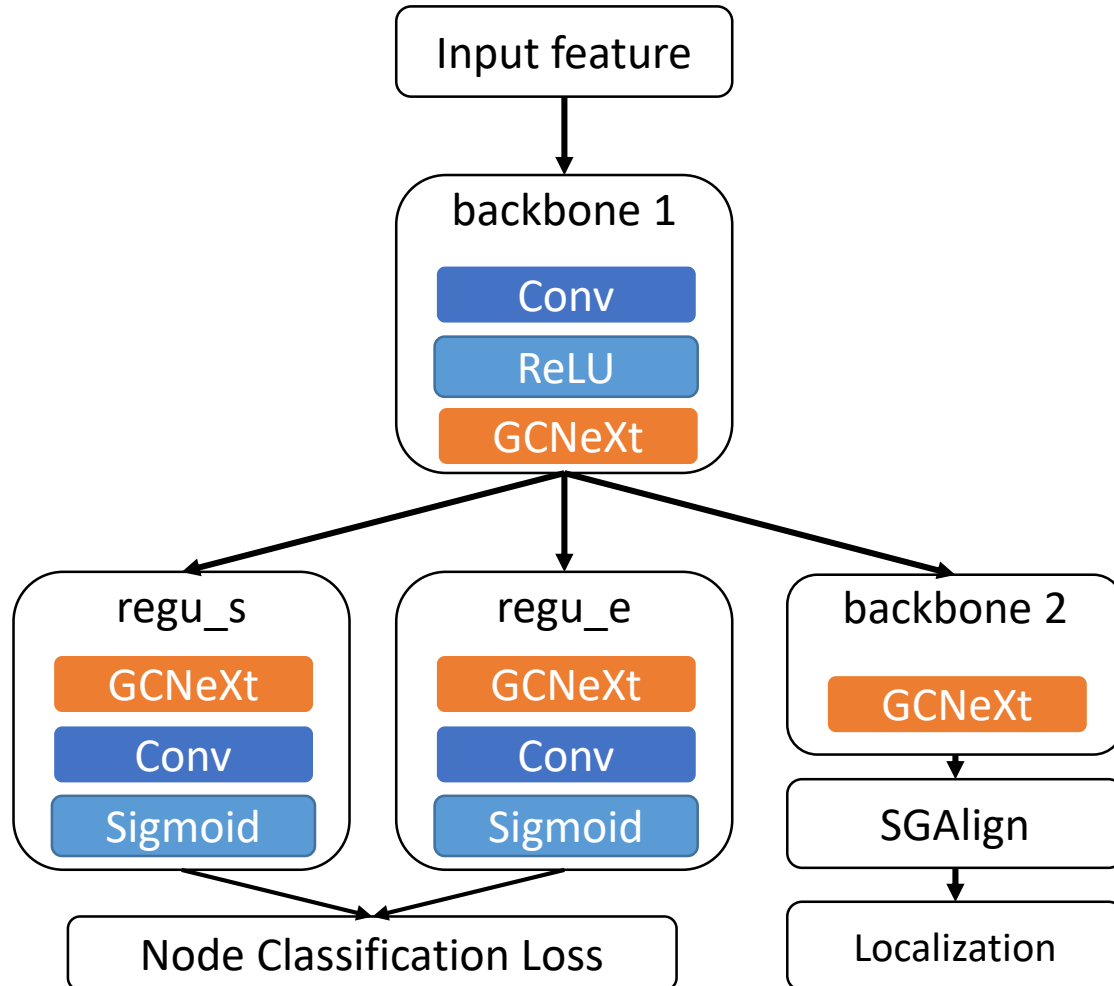 Input feature
backbone 1
Conv
ReLU
GCNeXt
regu_s
GCNeXt
Conv
Sigmoid
regu_e
GCNeXt
Conv
Sigmoid
backbone 2
GCNeXt
SGAlign
Localization
Node Classification Loss